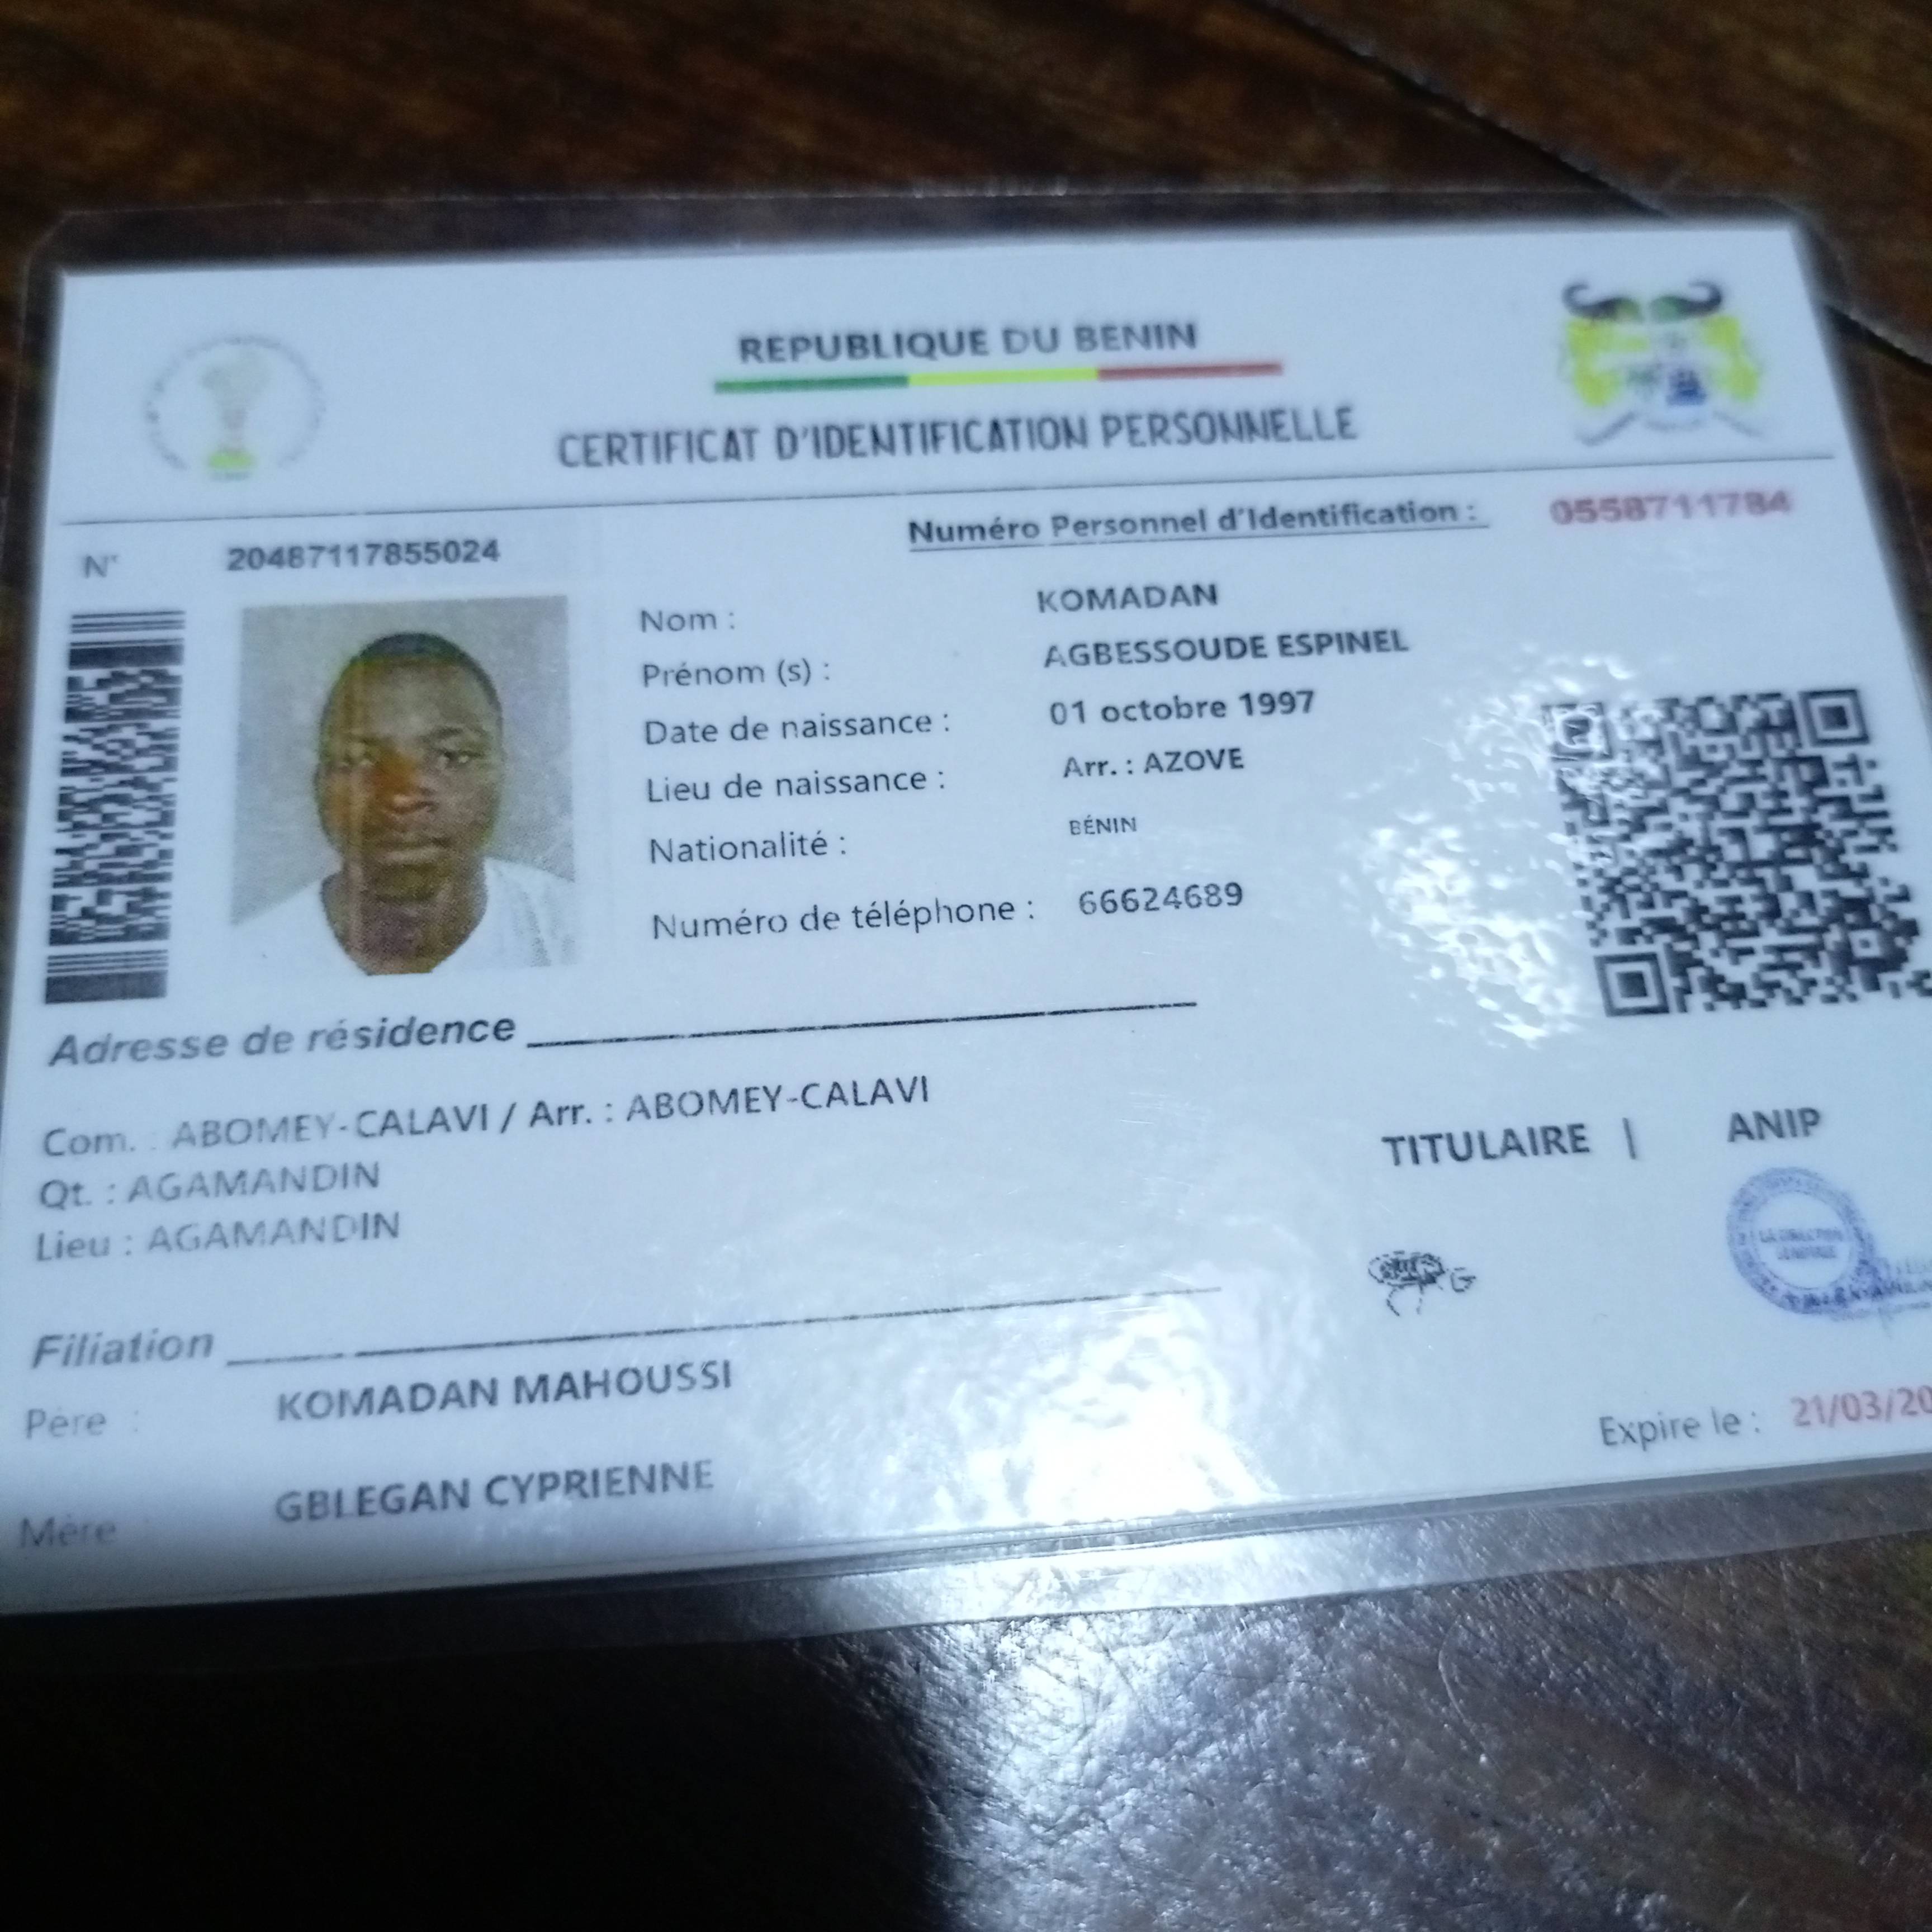 REPUBLIQUE DU BENIN
CERTIFICAT D'IDENTIFICATION PERSONNELLE
N° 20487117855024
Numéro Personnel d'Identification : 0558711784
Nom : KOMADAN
Prénom (s) : AGBESSOUDE ESPINEL
Date de naissance : 01 octobre 1997
Lieu de naissance : Arr. : AZOVE
Nationalité : BÉNIN
Numéro de téléphone : 66624689
Adresse de résidence
Com. : ABOMEY-CALAVI / Arr. : ABOMEY-CALAVI
Qt. : AGAMANDIN
Lieu : AGAMANDIN
TITULAIRE | ANIP
LA DIRECTION
GENERALE
Filiation
Père : KOMADAN MAHOUSSI
Mère GBLEGAN CYPRIENNE
Expire le : 21/03/20